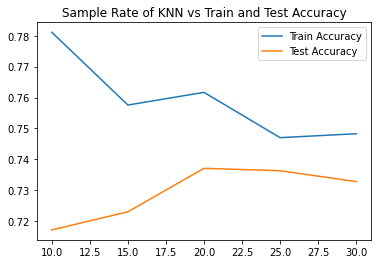 Sample Rate of KNN vs Train and Test Accuracy
Train Accuracy
Test Accuracy
0.78
0.77
0.76
0.75
0.74
0.73
0.72
10.0 12.5 15.0 17.5 20.0 22.5 25.0 27.5 30.0